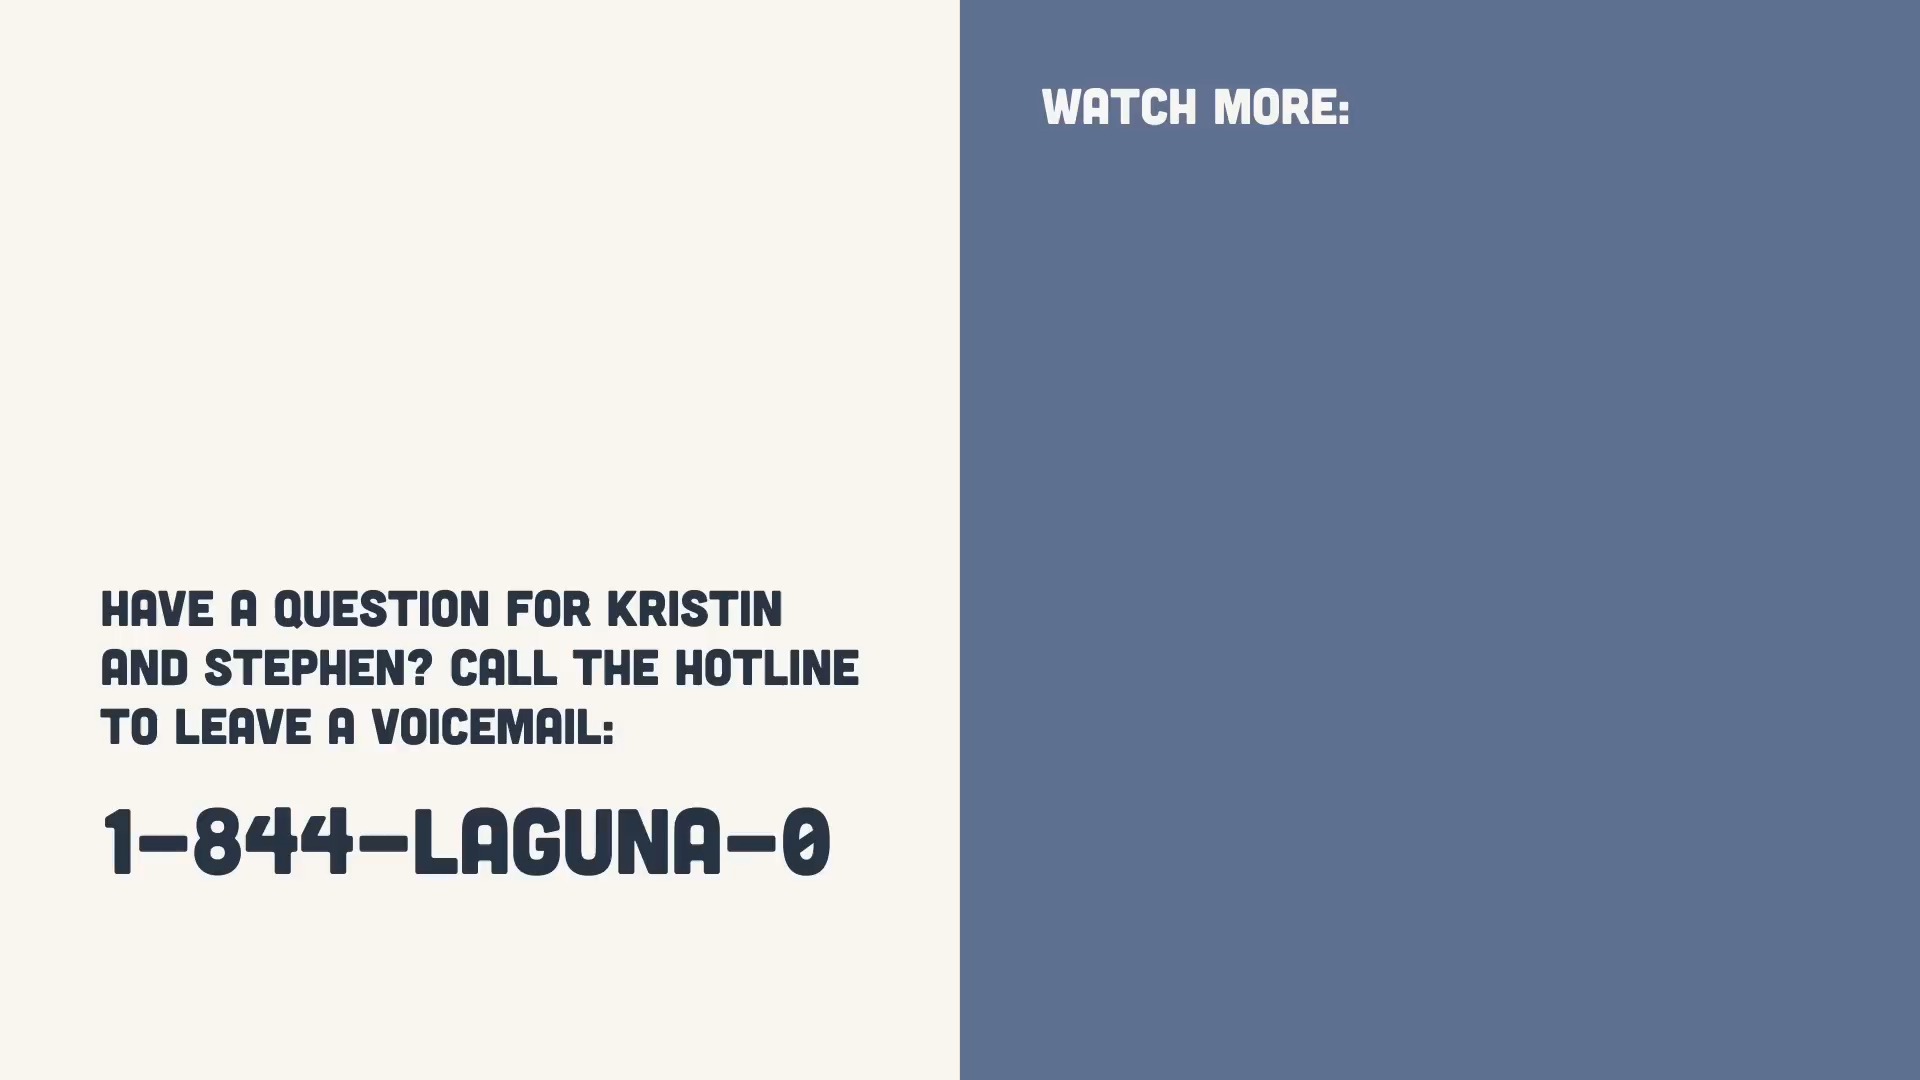 HAVE A QUESTION FOR KRISTIN
AND STEPHEN? CALL THE HOTLINE
TO LEAVE A VOICEMAIL:
1-844-LAGUNA-0
WATCH MORE: